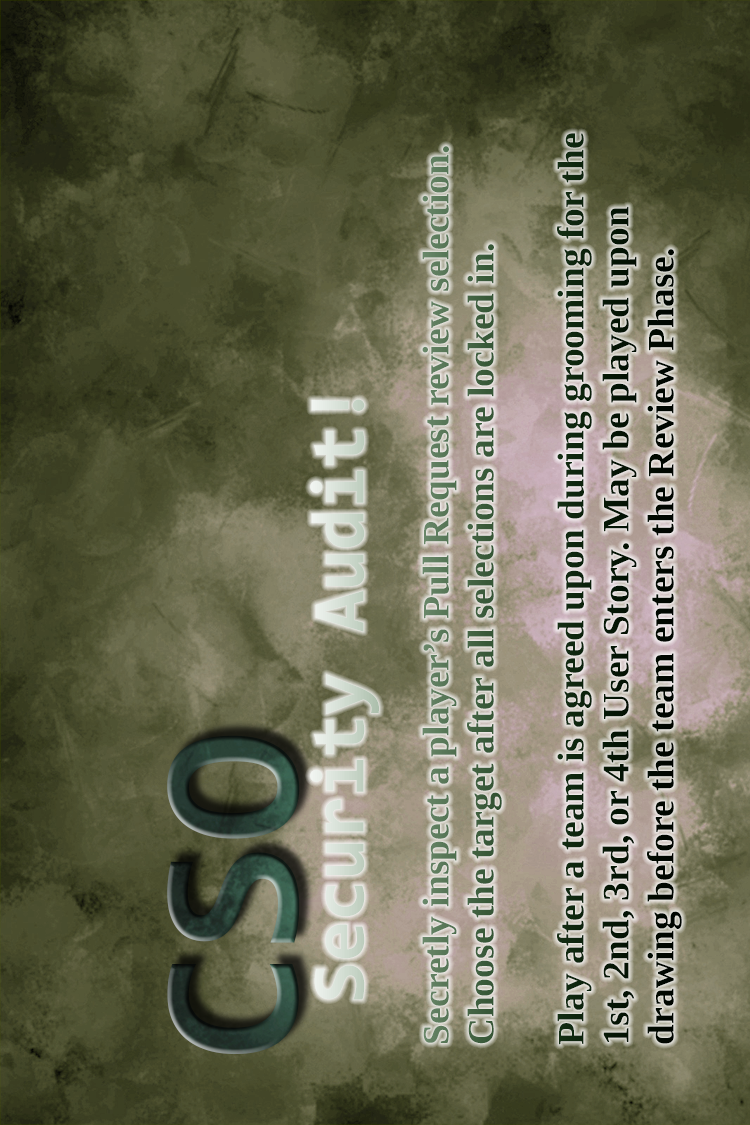 CSO
Security Audit!
Secretly inspect a player’s Pull Request review selection.
Choose the target after all selections are locked in.
Play after a team is agreed upon during grooming for the
1st, 2nd, 3rd, or 4th User Story. May be played upon
drawing before the team enters the Review Phase.